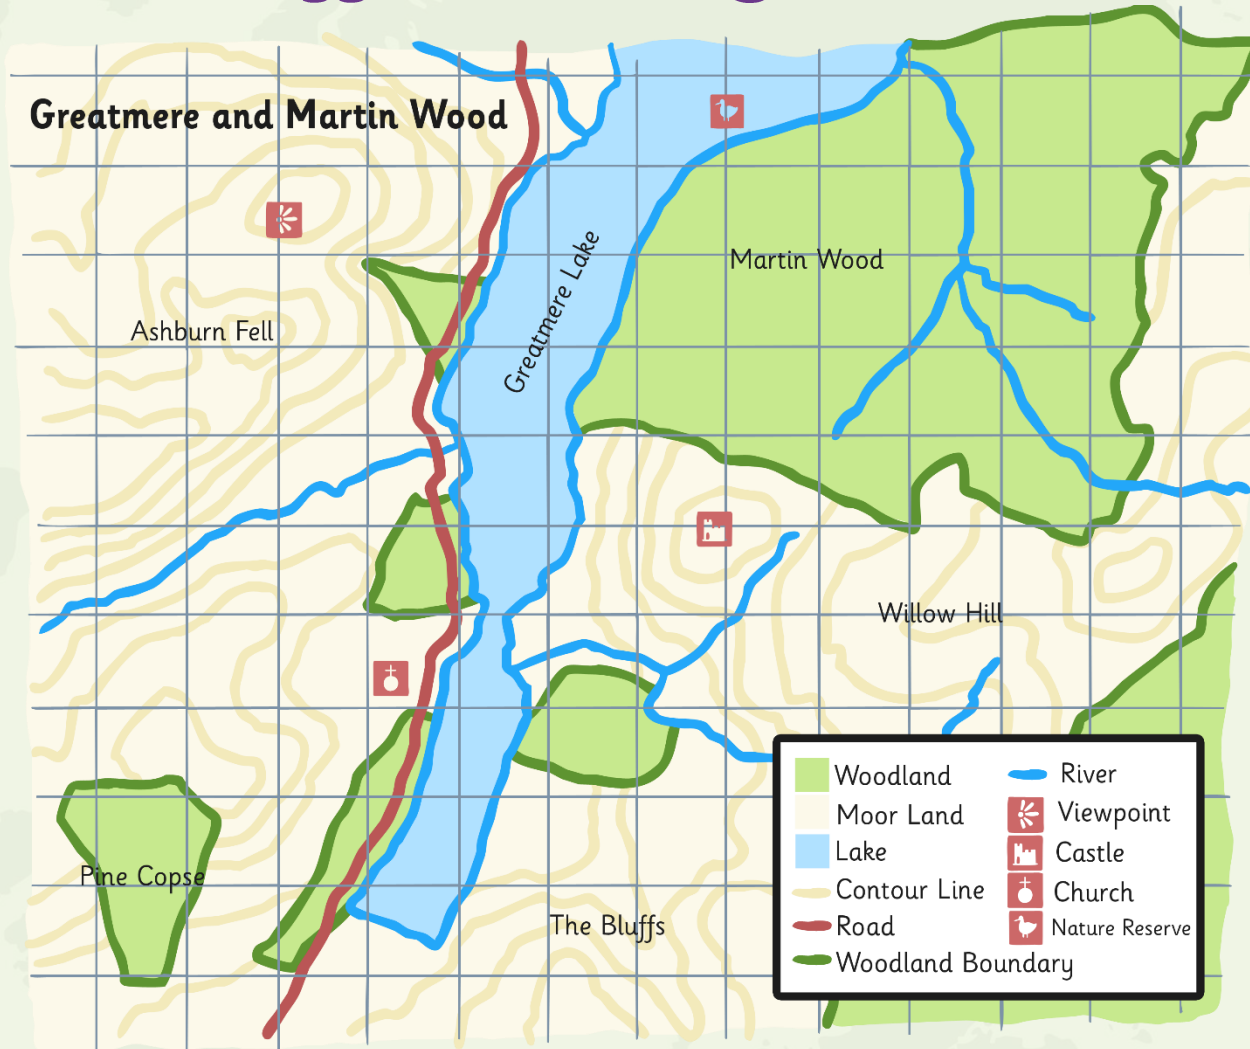 Greatmere and Martin Wood
Martin Wood
Greatmere Lake
Ashburn Fell
Willow Hill
Pine Copse
The Bluffs
Woodland
Moor Land
Lake
Contour Line
Road
Woodland Boundary
River
Viewpoint
Castle
Church
Nature Reserve